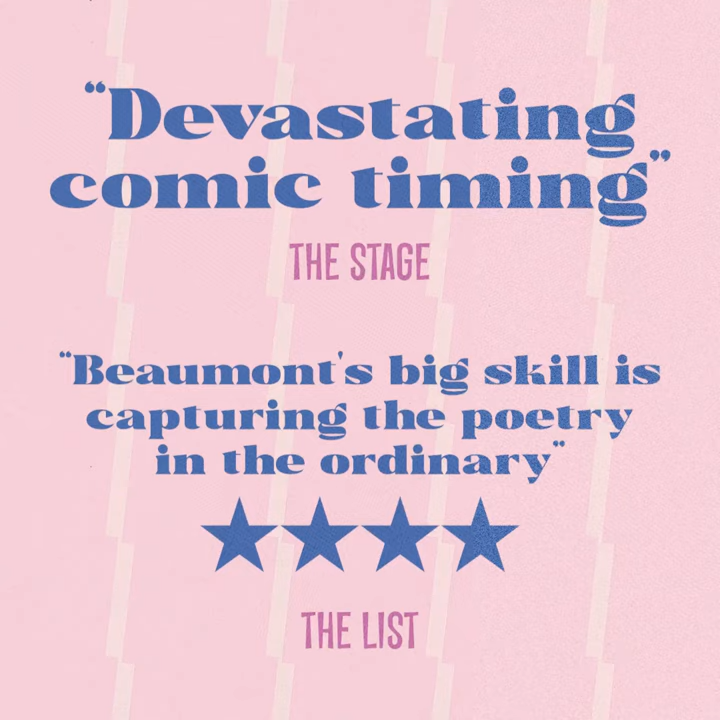 “Devastating
comic timing”
THE STAGE
“Beaumont's big skill is
capturing the poetry
in the ordinary”
★★★★
THE LIST